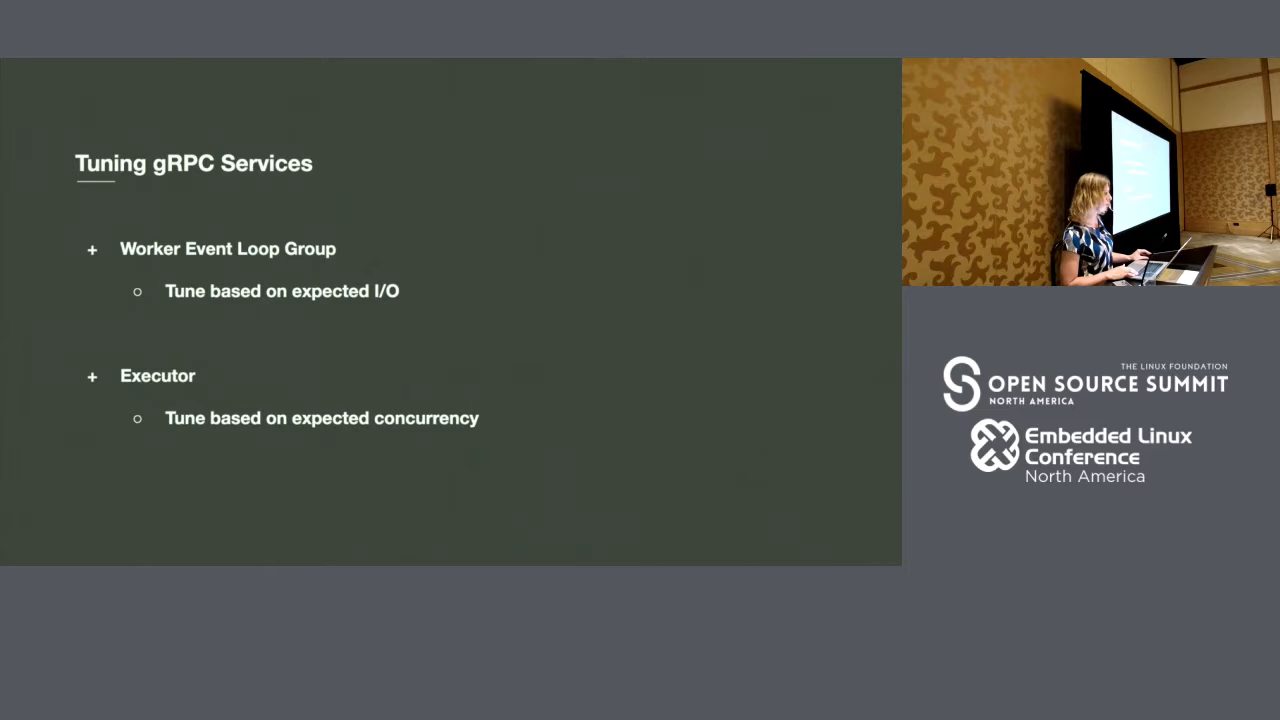 Tuning gRPC Services
+ Worker Event Loop Group
○ Tune based on expected I/O
+ Executor
○ Tune based on expected concurrency
THE LINUX FOUNDATION
OPEN SOURCE SUMMIT
NORTH AMERICA
Embedded Linux
Conference
North America